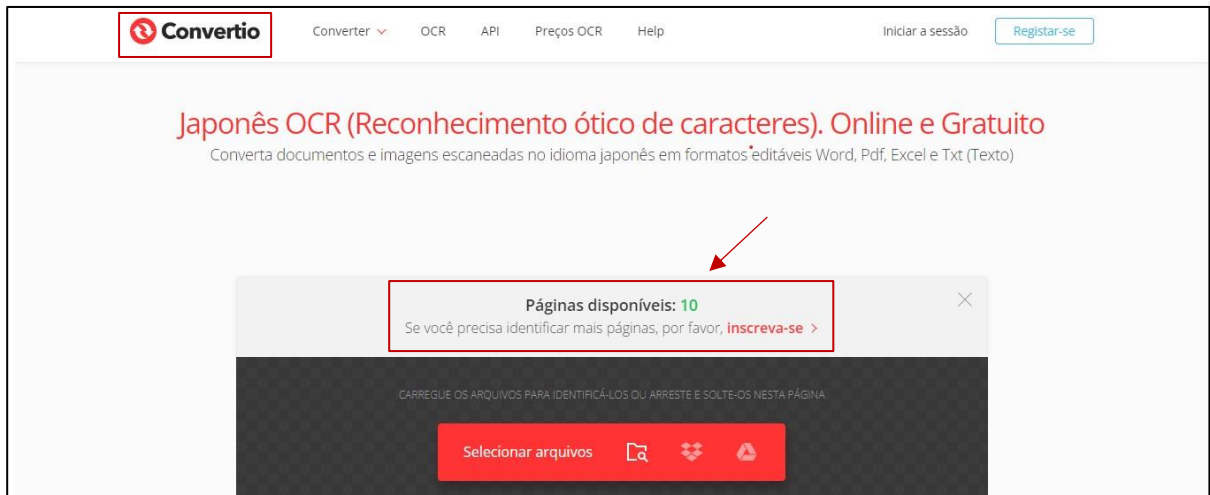 Convertio Converter OCR API Preços OCR Help Iniciar a sessão Registar-se
Japonês OCR (Reconhecimento ótico de caracteres). Online e Gratuito
Converta documentos e imagens escaneadas no idioma japonês em formatos editáveis Word, Pdf, Excel e Txt (Texto)
Páginas disponíveis: 10
Se você precisa identificar mais páginas, por favor, inscreva-se >
CARREGUE OS ARQUIVOS PARA IDENTIFICÁ-LOS OU ARRESTE E SOLTE-OS NESTA PÁGINA
Selecionar arquivos